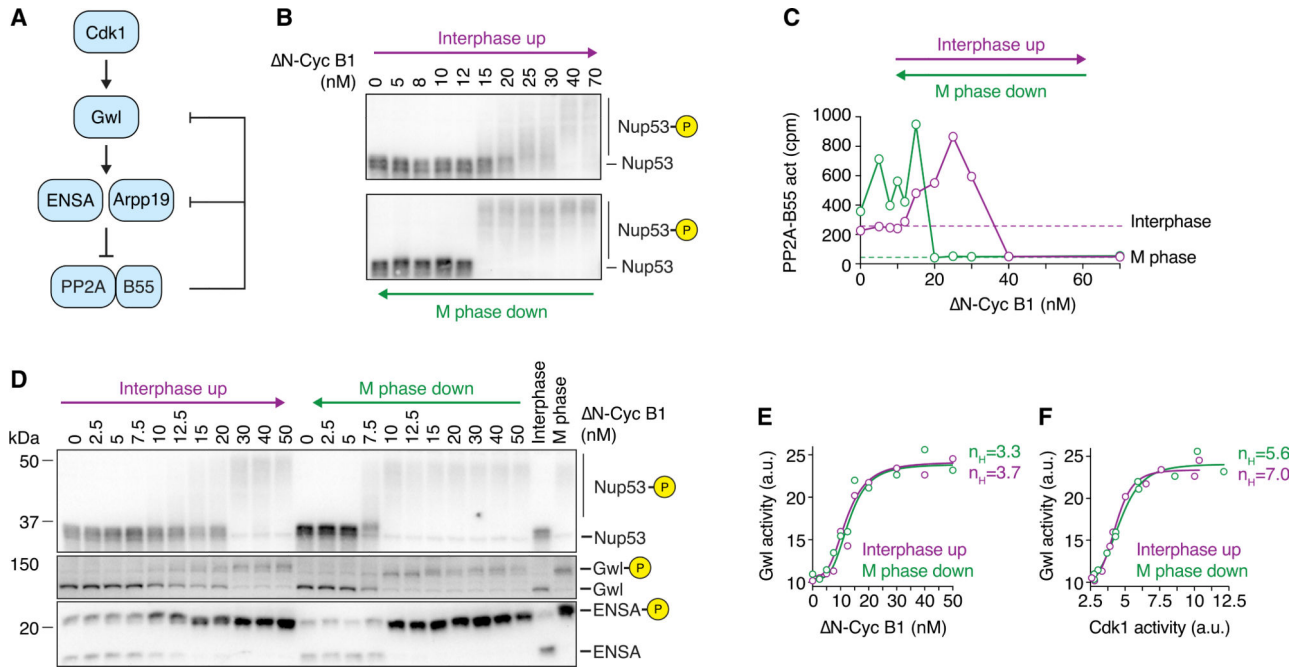 A
Cdk1
Gwl
ENSA Arpp19
PP2A B55
B
Interphase up
ΔN-Cyc B1
(nM)
0 5 8 10 12 15 20 25 30 40 70
Nup53-P
Nup53
Nup53-P
Nup53
M phase down
C
Interphase up
M phase down
PP2A-B55 act (cpm)
1000
800
600
400
200
0
Interphase
M phase
0 20 40 60
ΔN-Cyc B1 (nM)
D
Interphase up
M phase down
Interphase
M phase
ΔN-Cyc B1
(nM)
kDa
0 2.5 5 7.5 10 12.5 15 20 30 40 50 0 2.5 5 7.5 10 12.5 15 20 30 40 50
50
37
150
20
Nup53-P
Nup53
Gwl-P
Gwl
ENSA-P
ENSA
E
Gwl activity (a.u.)
25
20
15
10
nH=3.3
nH=3.7
Interphase up
M phase down
0 10 20 30 40 50
ΔN-Cyc B1 (nM)
F
Gwl activity (a.u.)
25
20
15
10
nH=5.6
nH=7.0
Interphase up
M phase down
2.5 5 7.5 10 12.5
Cdk1 activity (a.u.)